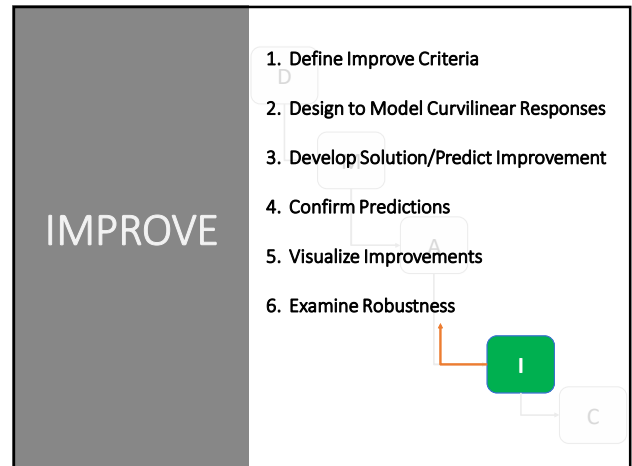 IMPROVE
1. Define Improve Criteria
D
2. Design to Model Curvilinear Responses
3. Develop Solution/Predict Improvement
M
4. Confirm Predictions
A
5. Visualize Improvements
6. Examine Robustness
I
C